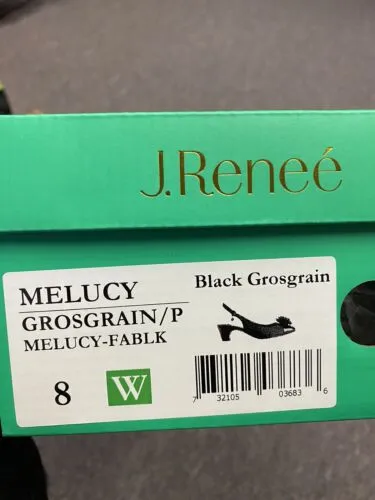 J.Reneé
MELUCY
Black Grosgrain
GROSGRAIN/P
MELUCY-FABLK
8 W
7 32105 03683 6